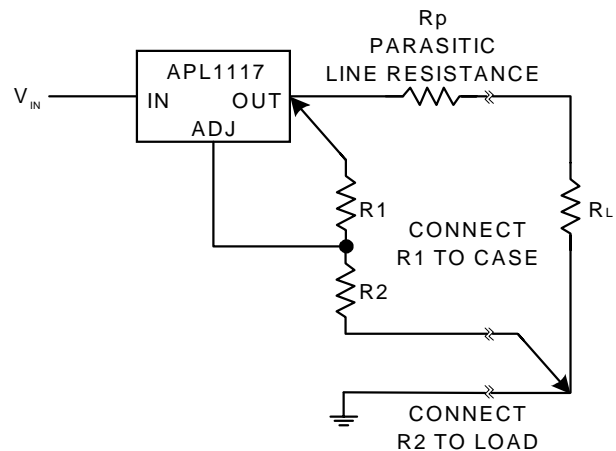 Rp
PARASITIC
LINE RESISTANCE
APL1117
VIN
IN OUT
ADJ
R1
RL
CONNECT
R1 TO CASE
R2
CONNECT
R2 TO LOAD